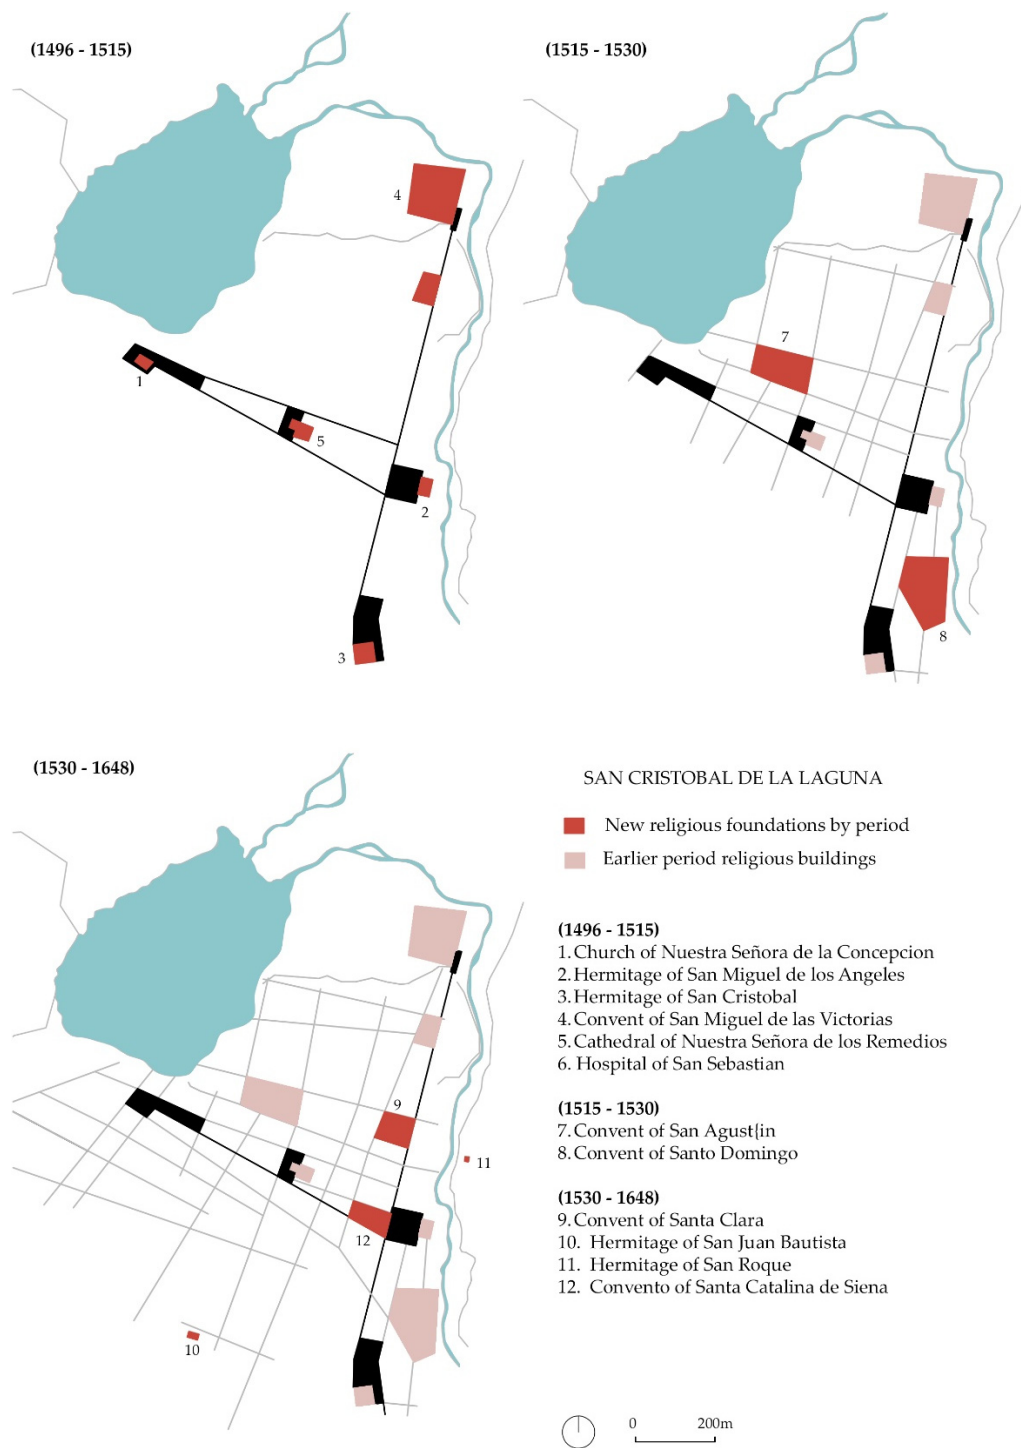 (1496 - 1515)
4
1
5
2
3
(1515 - 1530)
7
8
(1530 - 1648)
9
11
12
10
SAN CRISTOBAL DE LA LAGUNA
New religious foundations by period
Earlier period religious buildings
(1496 - 1515)
1. Church of Nuestra Señora de la Concepcion
2. Hermitage of San Miguel de los Angeles
3. Hermitage of San Cristobal
4. Convent of San Miguel de las Victorias
5. Cathedral of Nuestra Señora de los Remedios
6. Hospital of San Sebastian
(1515 - 1530)
7. Convent of San Agust{in
8. Convent of Santo Domingo
(1530 - 1648)
9. Convent of Santa Clara
10. Hermitage of San Juan Bautista
11. Hermitage of San Roque
12. Convento of Santa Catalina de Siena
0 200m